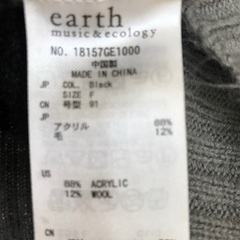 earth
music&ecology
NO. 18157GE1000
中国製
MADE IN CHINA
JP COL. Black
SIZE F
CN 号型 91
JP
アクリル 88%
毛 12%
US
88% ACRYLIC
12% WOOL
CN